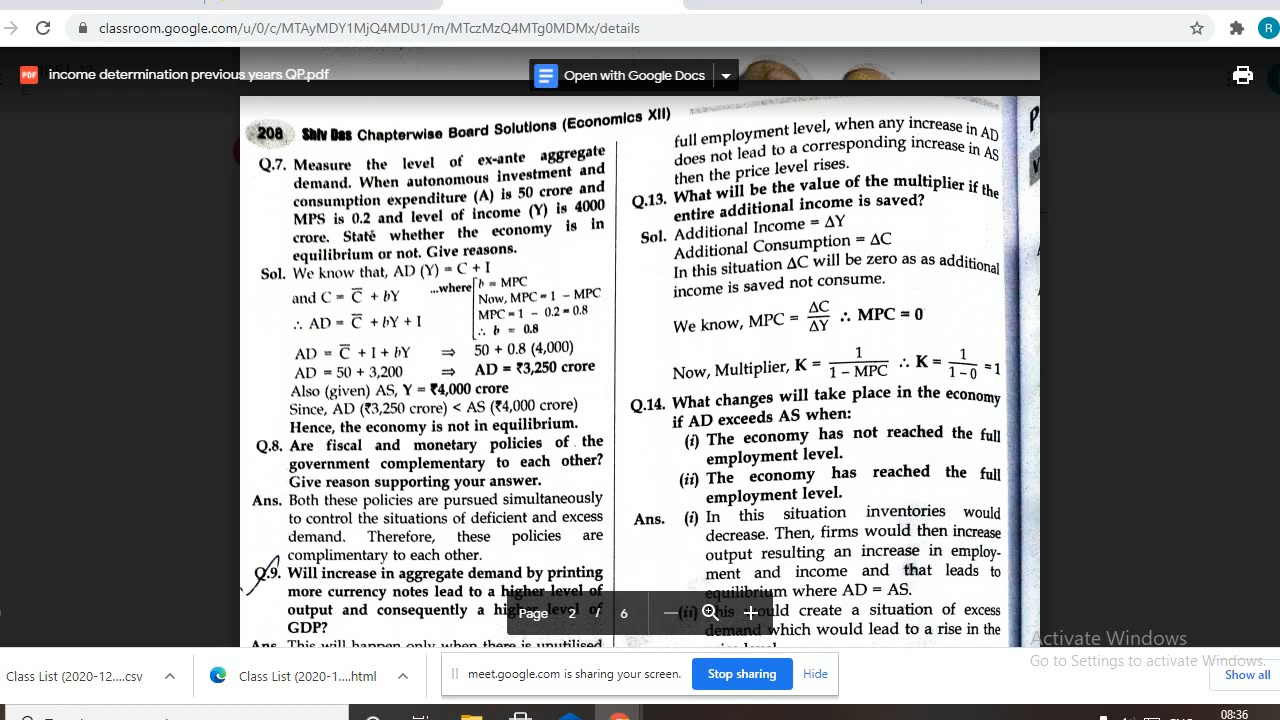 classroom.google.com/u/0/c/MTAyMDY1MjQ4MDU1/m/MTczMzQ4MTg0MDMx/details
R
PDF
income determination previous years QP.pdf
Open with Google Docs
208 Shiv Das Chapterwise Board Solutions (Economics XII)
Q.7. Measure the level of ex-ante aggregate
demand. When autonomous investment and
consumption expenditure (A) is 50 crore and
MPS is 0.2 and level of income (Y) is 4000
crore. State whether the economy is in
equilibrium or not. Give reasons.
Sol. We know that, AD (Y) = C + I
and C = C̅ + bY ...where b = MPC
Now, MPC = 1 − MPC
∴ AD = C̅ + bY + I MPC = 1 − 0.2 = 0.8
∴ b = 0.8
AD = C̅ + I + bY ⇒ 50 + 0.8 (4,000)
AD = 50 + 3,200 ⇒ AD = ₹3,250 crore
Also (given) AS, Y = ₹4,000 crore
Since, AD (₹3,250 crore) < AS (₹4,000 crore)
Hence, the economy is not in equilibrium.
Q.8. Are fiscal and monetary policies of the
government complementary to each other?
Give reason supporting your answer.
Ans. Both these policies are pursued simultaneously
to control the situations of deficient and excess
demand. Therefore, these policies are
complimentary to each other.
Q.9. Will increase in aggregate demand by printing
more currency notes lead to a higher level of
output and consequently a higher level of
GDP?
Ans. This will happen only when there is unutilised
full employment level, when any increase in AD
does not lead to a corresponding increase in AS
then the price level rises.
Q.13. What will be the value of the multiplier if the
entire additional income is saved?
Sol. Additional Income = ΔY
Additional Consumption = ΔC
In this situation ΔC will be zero as as additional
income is saved not consume.
We know, MPC = ΔC/ΔY ∴ MPC = 0
Now, Multiplier, K = 1/(1 − MPC) ∴ K = 1/(1−0) = 1
Q.14. What changes will take place in the economy
if AD exceeds AS when:
(i) The economy has not reached the full
employment level.
(ii) The economy has reached the full
employment level.
Ans. (i) In this situation inventories would
decrease. Then, firms would then increase
output resulting an increase in employ-
ment and income and that leads to
equilibrium where AD = AS.
(ii) This would create a situation of excess
demand which would lead to a rise in the
Page 2 / 6
Activate Windows
Go to Settings to activate Windows.
Class List (2020-12....csv
Class List (2020-1....html
meet.google.com is sharing your screen.
Stop sharing
Hide
Show all
08:36